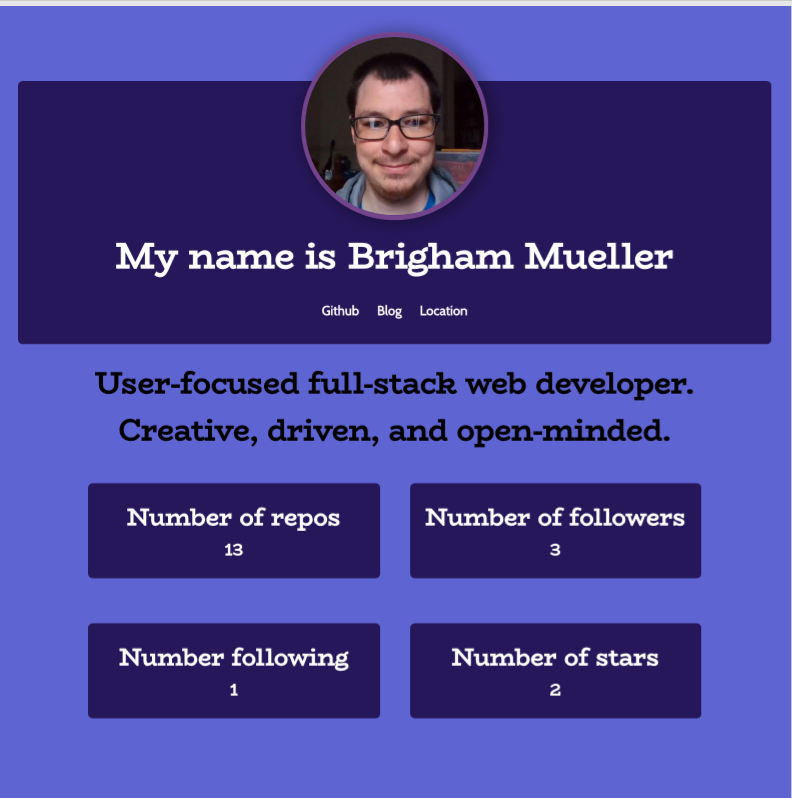 My name is Brigham Mueller
Github Blog Location
User-focused full-stack web developer.
Creative, driven, and open-minded.
Number of repos
13
Number of followers
3
Number following
1
Number of stars
2